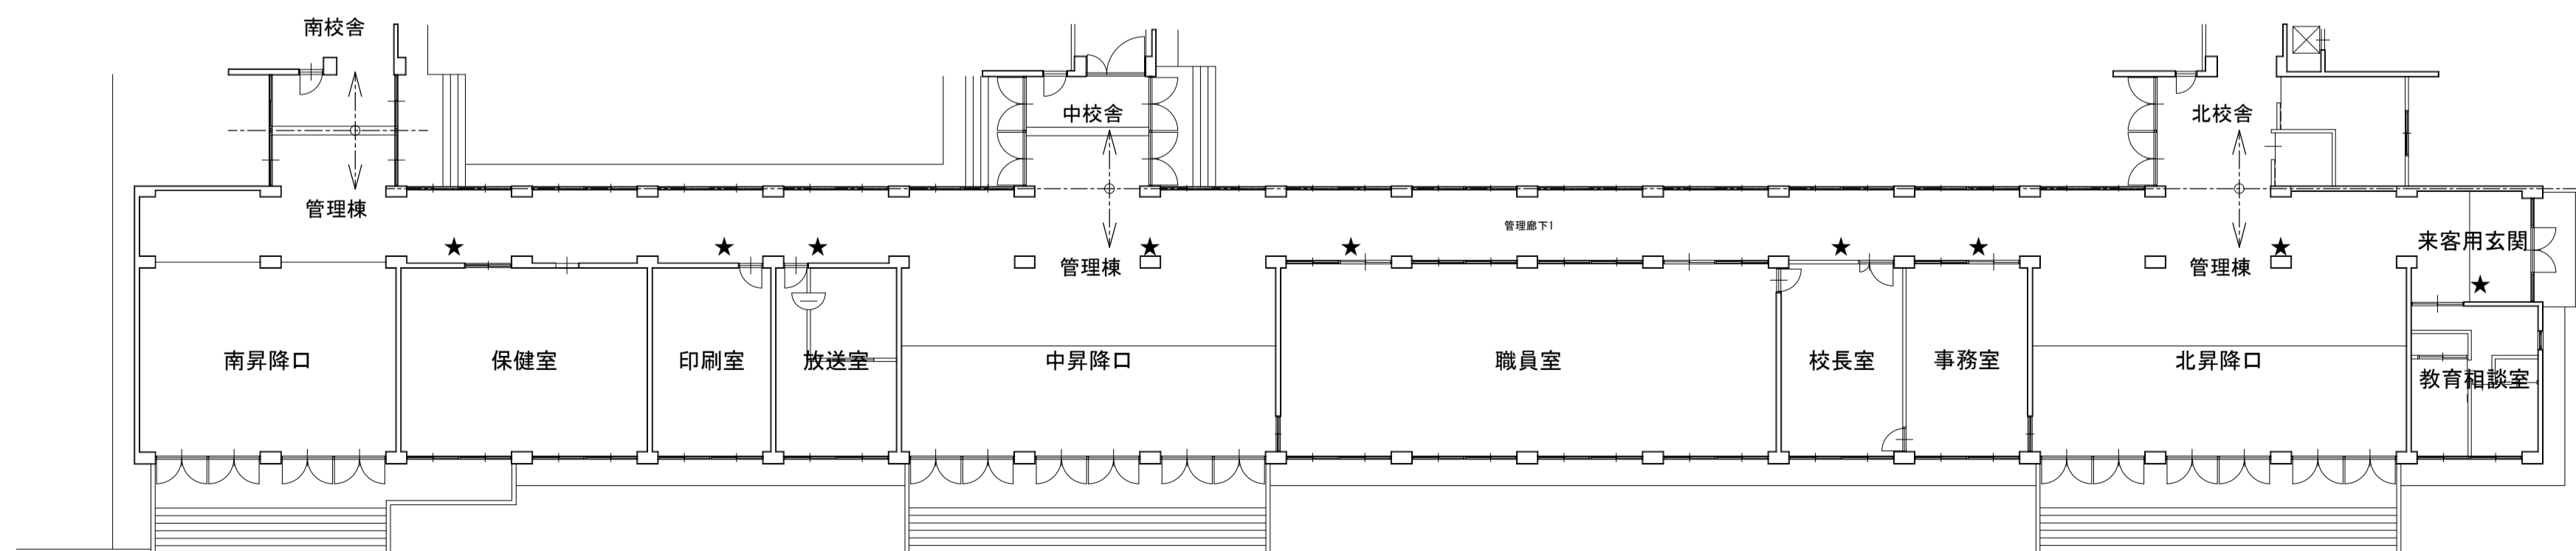 南校舎
中校舎
北校舎
管理棟
管理廊下1
来客用玄関
★
★
★
★
★
★
★
★
管理棟
管理棟
★
南昇降口
保健室
印刷室
放送室
中昇降口
職員室
校長室
事務室
北昇降口
教育相談室